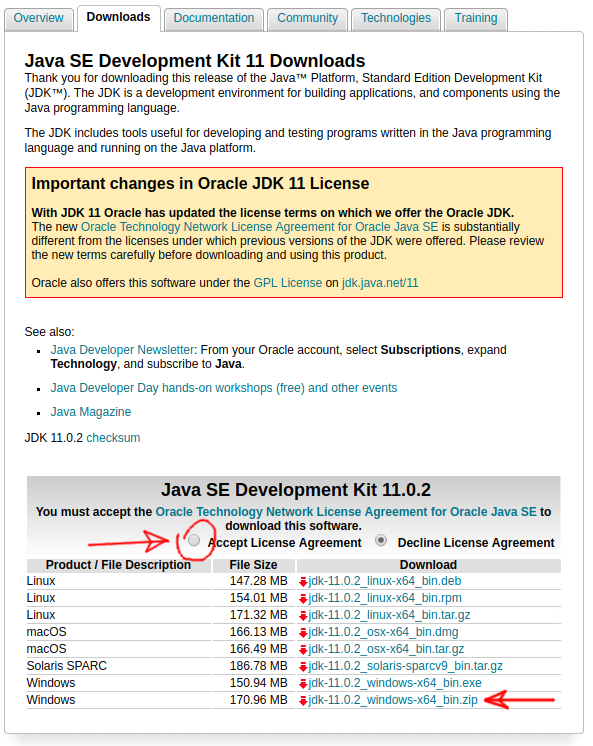 Overview Downloads Documentation Community Technologies Training
Java SE Development Kit 11 Downloads
Thank you for downloading this release of the Java™ Platform, Standard Edition Development Kit
(JDK™). The JDK is a development environment for building applications, and components using the
Java programming language.
The JDK includes tools useful for developing and testing programs written in the Java programming
language and running on the Java platform.
Important changes in Oracle JDK 11 License
With JDK 11 Oracle has updated the license terms on which we offer the Oracle JDK.
The new Oracle Technology Network License Agreement for Oracle Java SE is substantially
different from the licenses under which previous versions of the JDK were offered. Please review
the new terms carefully before downloading and using this product.
Oracle also offers this software under the GPL License on jdk.java.net/11
See also:
Java Developer Newsletter: From your Oracle account, select Subscriptions, expand
Technology, and subscribe to Java.
Java Developer Day hands-on workshops (free) and other events
Java Magazine
JDK 11.0.2 checksum
Java SE Development Kit 11.0.2
You must accept the Oracle Technology Network License Agreement for Oracle Java SE to
download this software.
Accept License Agreement Decline License Agreement
Product / File Description File Size Download
Linux 147.28 MB jdk-11.0.2_linux-x64_bin.deb
Linux 154.01 MB jdk-11.0.2_linux-x64_bin.rpm
Linux 171.32 MB jdk-11.0.2_linux-x64_bin.tar.gz
macOS 166.13 MB jdk-11.0.2_osx-x64_bin.dmg
macOS 166.49 MB jdk-11.0.2_osx-x64_bin.tar.gz
Solaris SPARC 186.78 MB jdk-11.0.2_solaris-sparcv9_bin.tar.gz
Windows 150.94 MB jdk-11.0.2_windows-x64_bin.exe
Windows 170.96 MB jdk-11.0.2_windows-x64_bin.zip